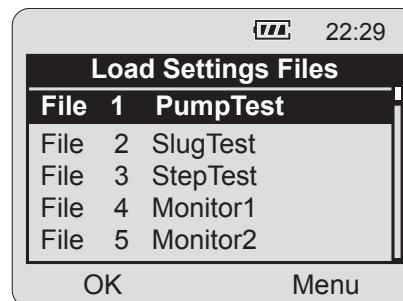 22:29
Load Settings Files
File 1 PumpTest
File 2 SlugTest
File 3 StepTest
File 4 Monitor1
File 5 Monitor2
OK Menu